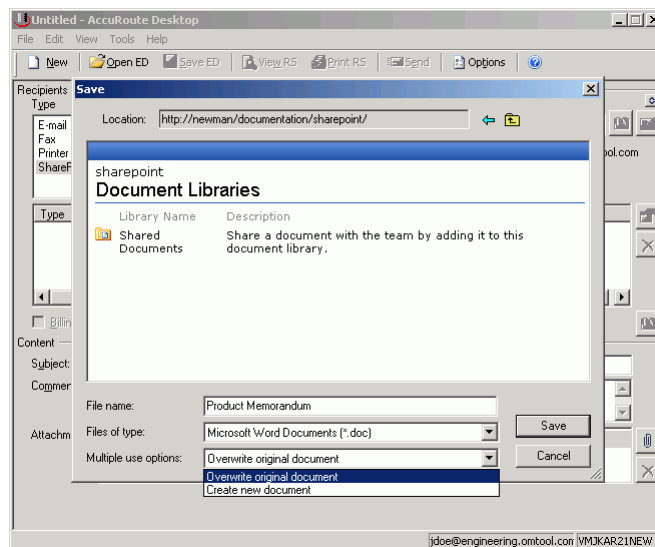 Untitled - AccuRoute Desktop
File Edit View Tools Help
New Open ED Save ED View RS Print RS Send Options
Recipients
Type
E-mail
Fax
Printer
Type
Content
Subject:
Save
Location: http://newman/documentation/sharepoint/
sharepoint
Document Libraries
Library Name Description
Shared Documents Share a document with the team by adding it to this
document library.
File name: Product Memorandum
Files of type: Microsoft Word Documents (*.doc)
Multiple use options: Overwrite original document
Overwrite original document
Create new document
Save
Cancel
jdoe@engineering.omtool.com VMJKAR21NEW